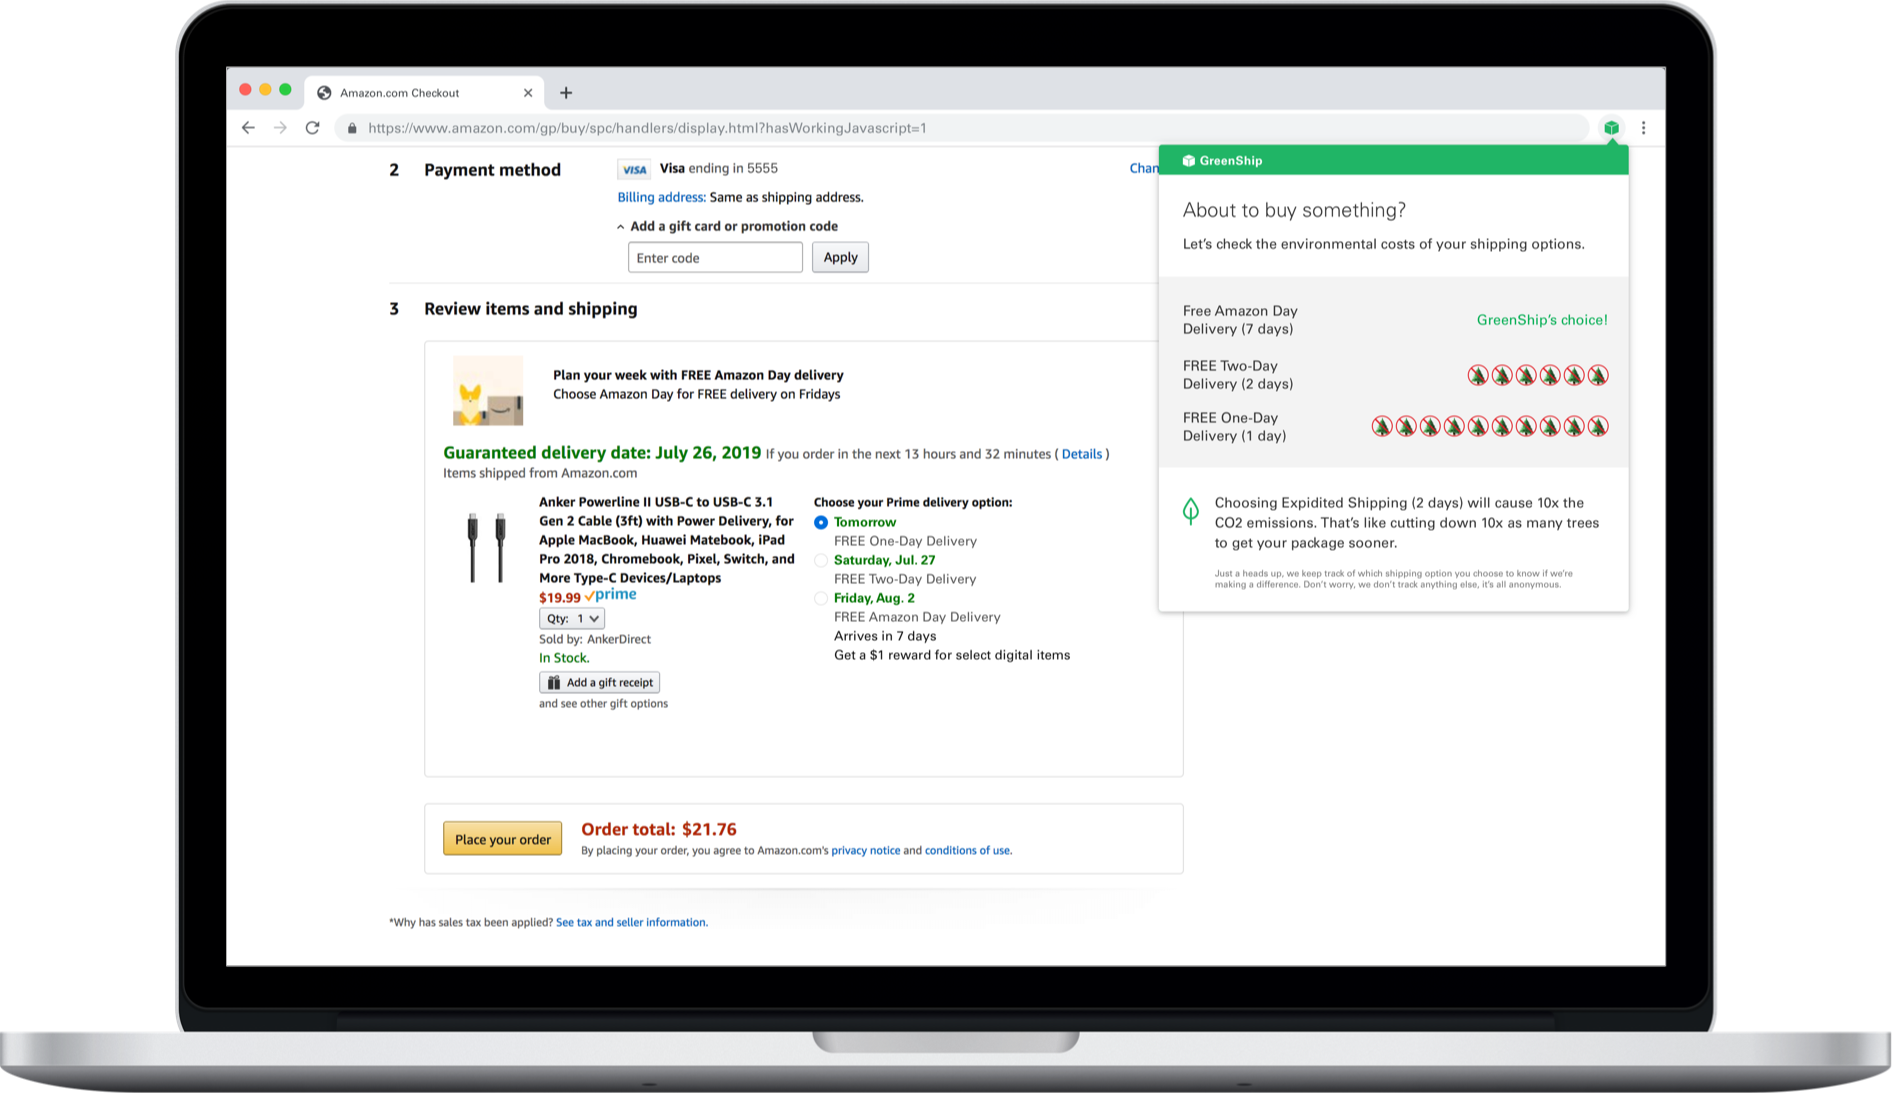 Amazon.com Checkout
https://www.amazon.com/gp/buy/spc/handlers/display.html?hasWorkingJavascript=1
2 Payment method
VISA Visa ending in 5555
Chan
Billing address: Same as shipping address.
Add a gift card or promotion code
Enter code
Apply
3 Review items and shipping
Plan your week with FREE Amazon Day delivery
Choose Amazon Day for FREE delivery on Fridays
Guaranteed delivery date: July 26, 2019 If you order in the next 13 hours and 32 minutes ( Details )
Items shipped from Amazon.com
Anker Powerline II USB-C to USB-C 3.1
Gen 2 Cable (3ft) with Power Delivery, for
Apple MacBook, Huawei Matebook, iPad
Pro 2018, Chromebook, Pixel, Switch, and
More Type-C Devices/Laptops
$19.99 prime
Qty: 1
Sold by: AnkerDirect
In Stock.
Add a gift receipt
and see other gift options
Choose your Prime delivery option:
Tomorrow
FREE One-Day Delivery
Saturday, Jul. 27
FREE Two-Day Delivery
Friday, Aug. 2
FREE Amazon Day Delivery
Arrives in 7 days
Get a $1 reward for select digital items
Place your order
Order total: $21.76
By placing your order, you agree to Amazon.com's privacy notice and conditions of use.
*Why has sales tax been applied? See tax and seller information.
GreenShip
About to buy something?
Let's check the environmental costs of your shipping options.
Free Amazon Day
Delivery (7 days)
GreenShip's choice!
FREE Two-Day
Delivery (2 days)
FREE One-Day
Delivery (1 day)
Choosing Expidited Shipping (2 days) will cause 10x the
CO2 emissions. That's like cutting down 10x as many trees
to get your package sooner.
Just a heads up, we keep track of which shipping option you choose to know if we're
making a difference. Don't worry, we don't track anything else, it's all anonymous.